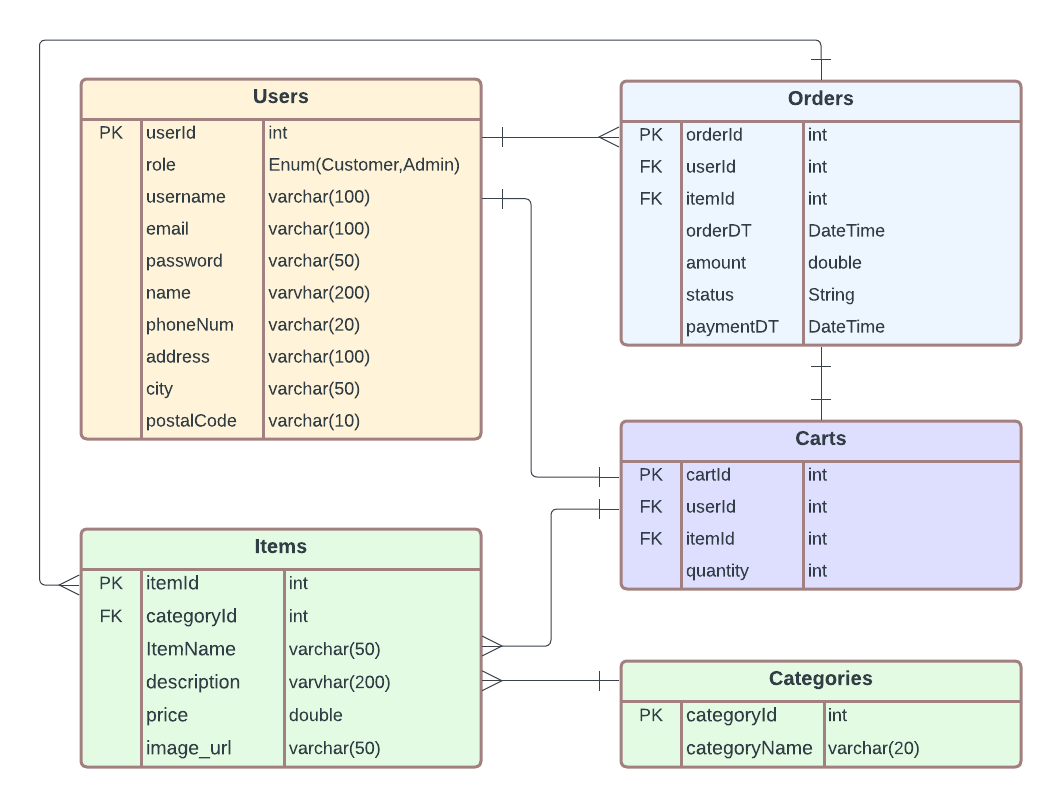 Users
PK userId int
role Enum(Customer,Admin)
username varchar(100)
email varchar(100)
password varchar(50)
name varvhar(200)
phoneNum varchar(20)
address varchar(100)
city varchar(50)
postalCode varchar(10)
Orders
PK orderId int
FK userId int
FK itemId int
orderDT DateTime
amount double
status String
paymentDT DateTime
Carts
PK cartId int
FK userId int
FK itemId int
quantity int
Items
PK itemId int
FK categoryId int
ItemName varchar(50)
description varvhar(200)
price double
image_url varchar(50)
Categories
PK categoryId int
categoryName varchar(20)